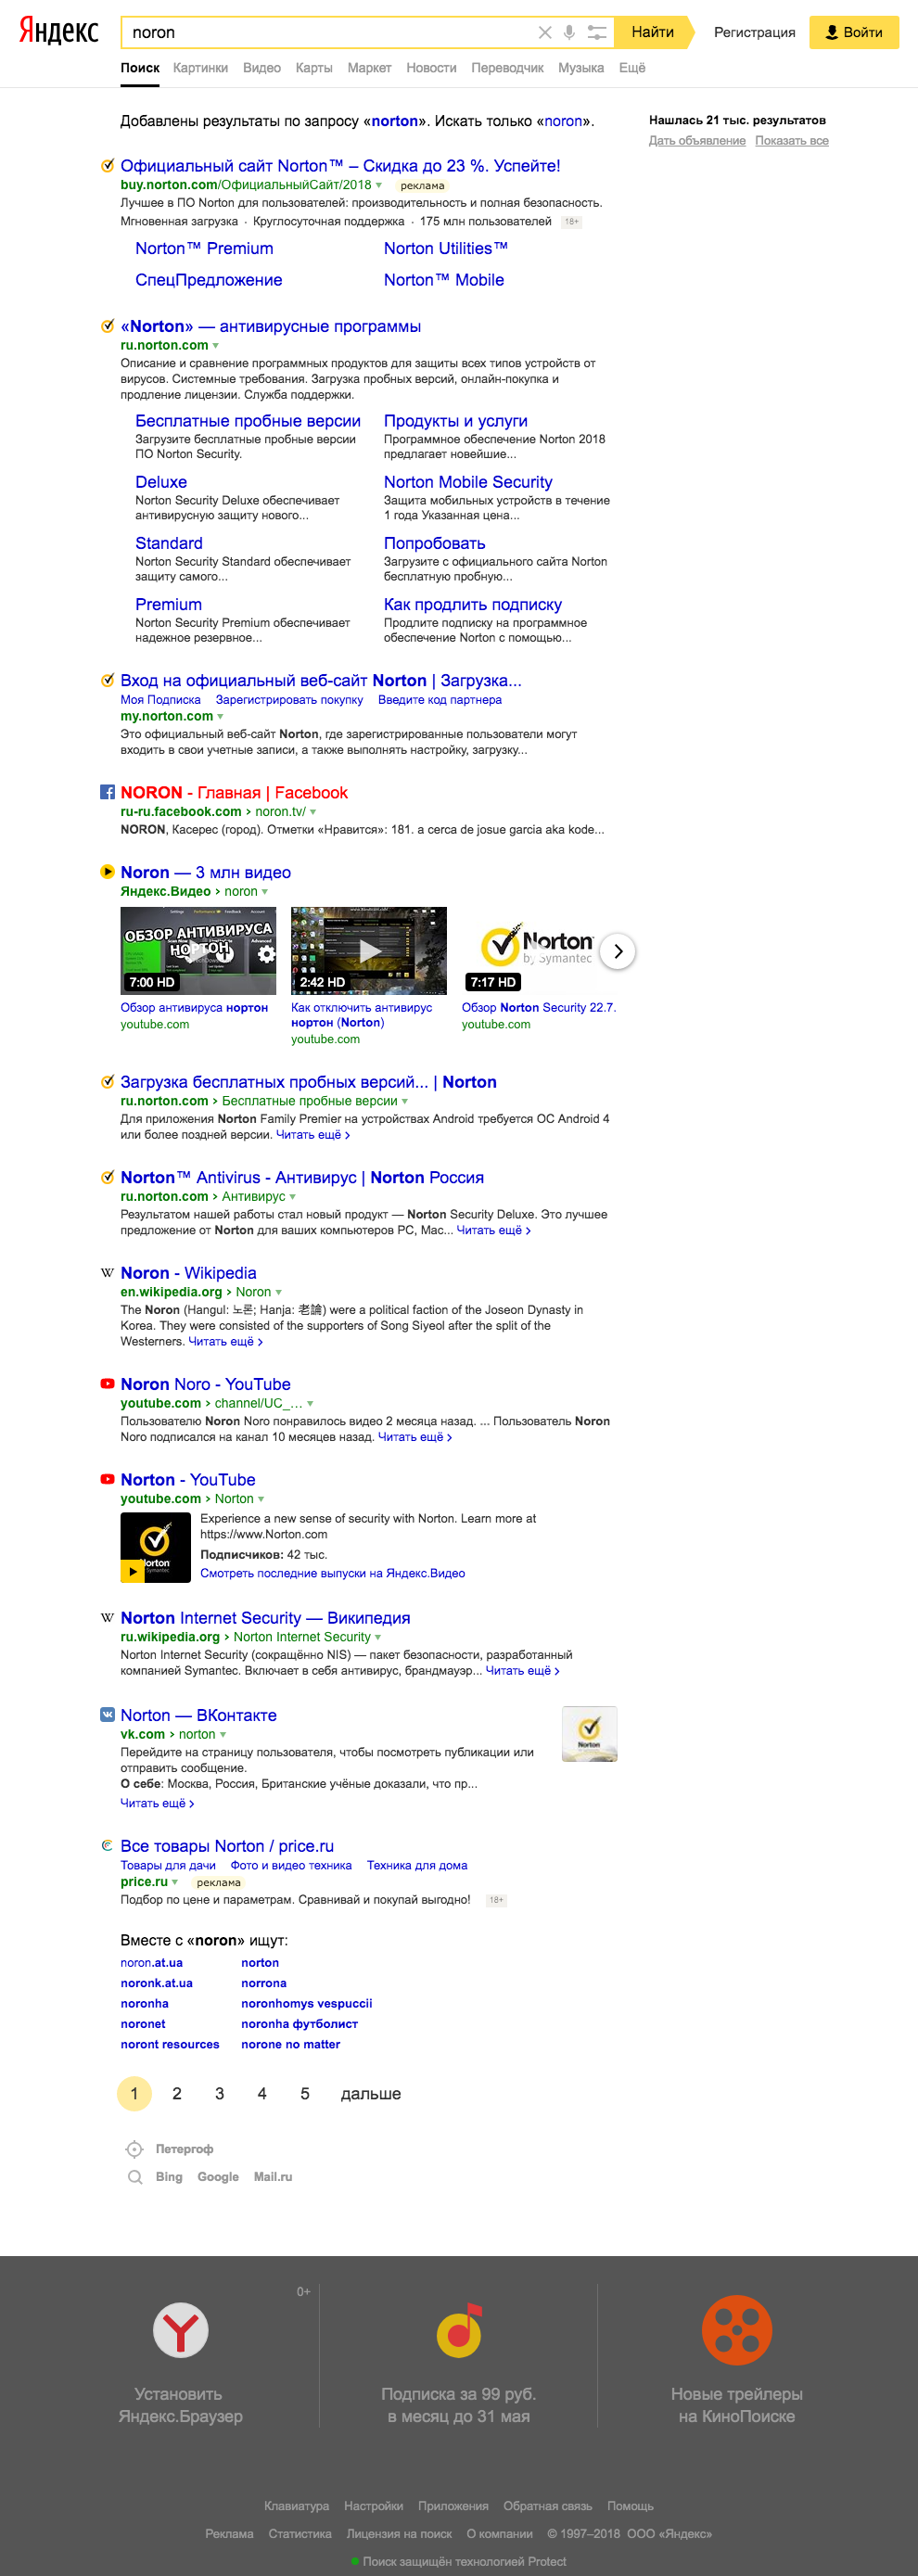 Яндекс
noron
Найти
Регистрация
Войти
Поиск Картинки Видео Карты Маркет Новости Переводчик Музыка Ещё
Добавлены результаты по запросу «norton». Искать только «noron».
Нашлась 21 тыс. результатов
Дать объявление Показать все
Официальный сайт Norton™ – Скидка до 23 %. Успейте!
buy.norton.com/ОфициальныйСайт/2018 реклама
Лучшее в ПО Norton для пользователей: производительность и полная безопасность.
Мгновенная загрузка · Круглосуточная поддержка · 175 млн пользователей 18+
Norton™ Premium Norton Utilities™
СпецПредложение Norton™ Mobile
«Norton» — антивирусные программы
ru.norton.com
Описание и сравнение программных продуктов для защиты всех типов устройств от
вирусов. Системные требования. Загрузка пробных версий, онлайн-покупка и
продление лицензии. Служба поддержки.
Бесплатные пробные версии
Загрузите бесплатные пробные версии
ПО Norton Security.
Продукты и услуги
Программное обеспечение Norton 2018
предлагает новейшие...
Deluxe
Norton Security Deluxe обеспечивает
антивирусную защиту нового...
Norton Mobile Security
Защита мобильных устройств в течение
1 года Указанная цена...
Standard
Norton Security Standard обеспечивает
защиту самого...
Попробовать
Загрузите с официального сайта Norton
бесплатную пробную...
Premium
Norton Security Premium обеспечивает
надежное резервное...
Как продлить подписку
Продлите подписку на программное
обеспечение Norton с помощью...
Вход на официальный веб-сайт Norton | Загрузка...
Моя Подписка Зарегистрировать покупку Введите код партнера
my.norton.com
Это официальный веб-сайт Norton, где зарегистрированные пользователи могут
входить в свои учетные записи, а также выполнять настройку, загрузку...
NORON - Главная | Facebook
ru-ru.facebook.com › noron.tv/
NORON, Касерес (город). Отметки «Нравится»: 181. a cerca de josue garcia aka kode...
Noron — 3 млн видео
Яндекс.Видео › noron
ОБЗОР АНТИВИРУСА
НОРТОН
7:00 HD
2:42 HD
Norton
by Symantec
7:17 HD
Обзор антивируса нортон
youtube.com
Как отключить антивирус
нортон (Norton)
youtube.com
Обзор Norton Security 22.7.
youtube.com
Загрузка бесплатных пробных версий... | Norton
ru.norton.com › Бесплатные пробные версии
Для приложения Norton Family Premier на устройствах Android требуется ОС Android 4
или более поздней версии. Читать ещё ›
Norton™ Antivirus - Антивирус | Norton Россия
ru.norton.com › Антивирус
Результатом нашей работы стал новый продукт — Norton Security Deluxe. Это лучшее
предложение от Norton для ваших компьютеров PC, Mac... Читать ещё ›
Noron - Wikipedia
en.wikipedia.org › Noron
The Noron (Hangul: 노론; Hanja: 老論) were a political faction of the Joseon Dynasty in
Korea. They were consisted of the supporters of Song Siyeol after the split of the
Westerners. Читать ещё ›
Noron Noro - YouTube
youtube.com › channel/UC_...
Пользователю Noron Noro понравилось видео 2 месяца назад. ... Пользователь Noron
Noro подписался на канал 10 месяцев назад. Читать ещё ›
Norton - YouTube
youtube.com › Norton
Experience a new sense of security with Norton. Learn more at
https://www.Norton.com
Подписчиков: 42 тыс.
Смотреть последние выпуски на Яндекс.Видео
Norton Internet Security — Википедия
ru.wikipedia.org › Norton Internet Security
Norton Internet Security (сокращённо NIS) — пакет безопасности, разработанный
компанией Symantec. Включает в себя антивирус, брандмауэр... Читать ещё ›
Norton — ВКонтакте
vk.com › norton
Перейдите на страницу пользователя, чтобы посмотреть публикации или
отправить сообщение.
О себе: Москва, Россия, Британские учёные доказали, что пр...
Читать ещё ›
Norton
Все товары Norton / price.ru
Товары для дачи Фото и видео техника Техника для дома
price.ru реклама
Подбор по цене и параметрам. Сравнивай и покупай выгодно! 18+
Вместе с «noron» ищут:
noron.at.ua norton
noronk.at.ua norrona
noronha noronhomys vespuccii
noronet noronha футболист
noront resources norone no matter
1 2 3 4 5 дальше
Петергоф
Bing Google Mail.ru
0+
Установить
Яндекс.Браузер
Подписка за 99 руб.
в месяц до 31 мая
Новые трейлеры
на КиноПоиске
Клавиатура Настройки Приложения Обратная связь Помощь
Реклама Статистика Лицензия на поиск О компании © 1997–2018 ООО «Яндекс»
Поиск защищён технологией Protect